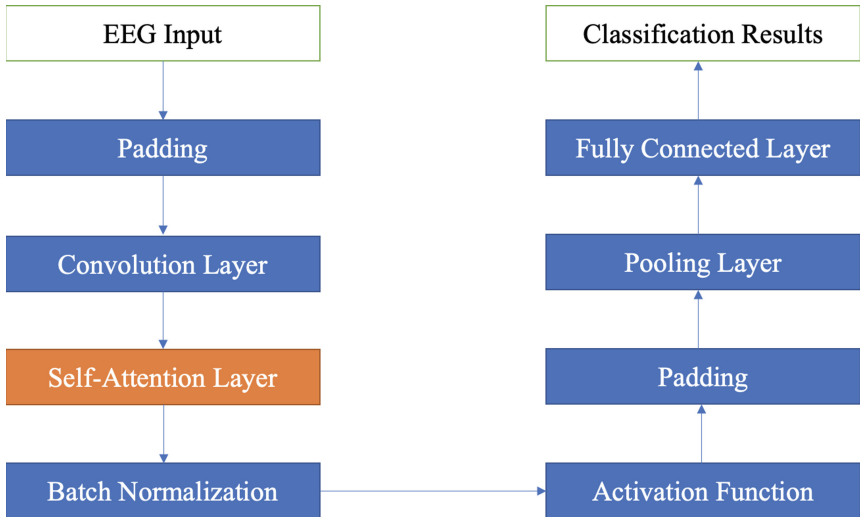 EEG Input
Padding
Convolution Layer
Self-Attention Layer
Batch Normalization
Activation Function
Padding
Pooling Layer
Fully Connected Layer
Classification Results